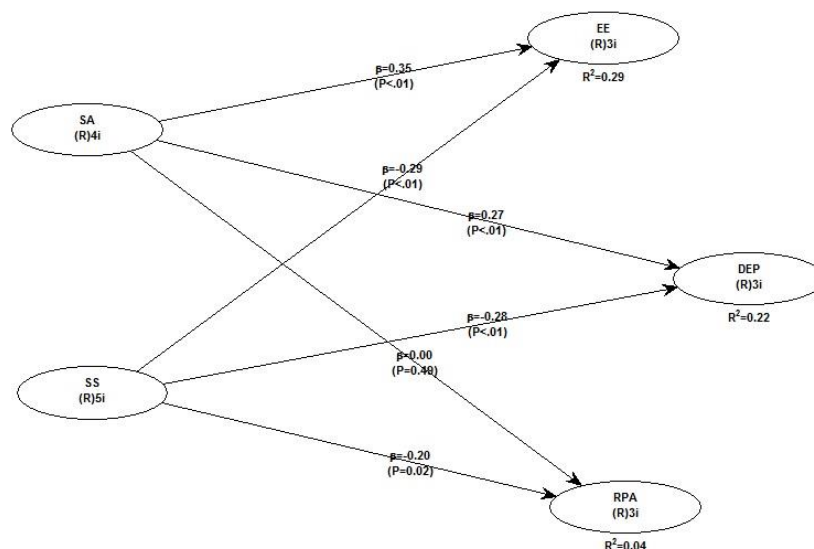 EE
(R)3i
R²=0.29
β=0.35
(P<.01)
SA
(R)4i
β=-0.29
(P<.01)
β=0.27
(P<.01)
DEP
(R)3i
R²=0.22
β=-0.28
(P<.01)
β=0.00
(P=0.49)
SS
(R)5i
β=-0.20
(P=0.02)
RPA
(R)3i
R²=0.04